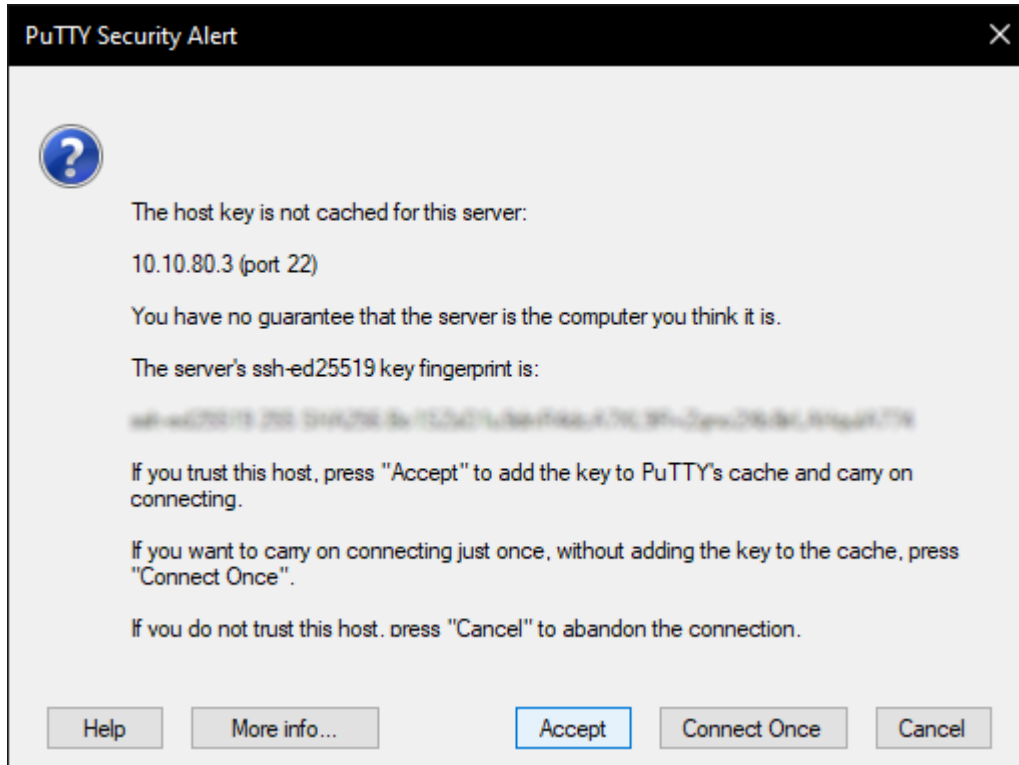 PuTTY Security Alert
The host key is not cached for this server:
10.10.80.3 (port 22)
You have no guarantee that the server is the computer you think it is.
The server's ssh-ed25519 key fingerprint is:
If you trust this host, press "Accept" to add the key to PuTTY's cache and carry on
connecting.
If you want to carry on connecting just once, without adding the key to the cache, press
"Connect Once".
If you do not trust this host, press "Cancel" to abandon the connection.
Help More info... Accept Connect Once Cancel